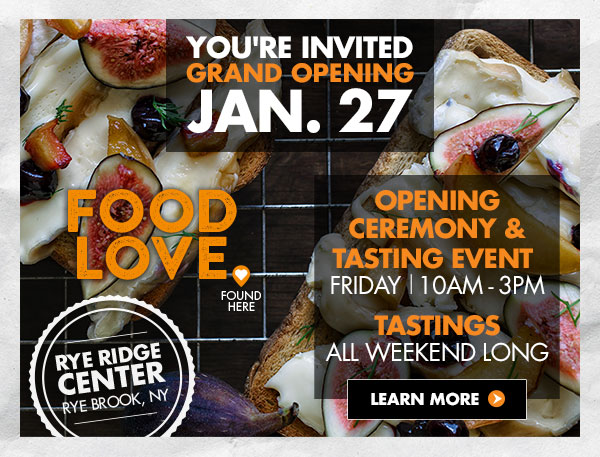 YOU'RE INVITED
GRAND OPENING
JAN. 27
FOOD
LOVE
FOUND
HERE
OPENING
CEREMONY &
TASTING EVENT
FRIDAY | 10AM - 3PM
TASTINGS
ALL WEEKEND LONG
LEARN MORE
RYE RIDGE
CENTER
RYE BROOK, NY